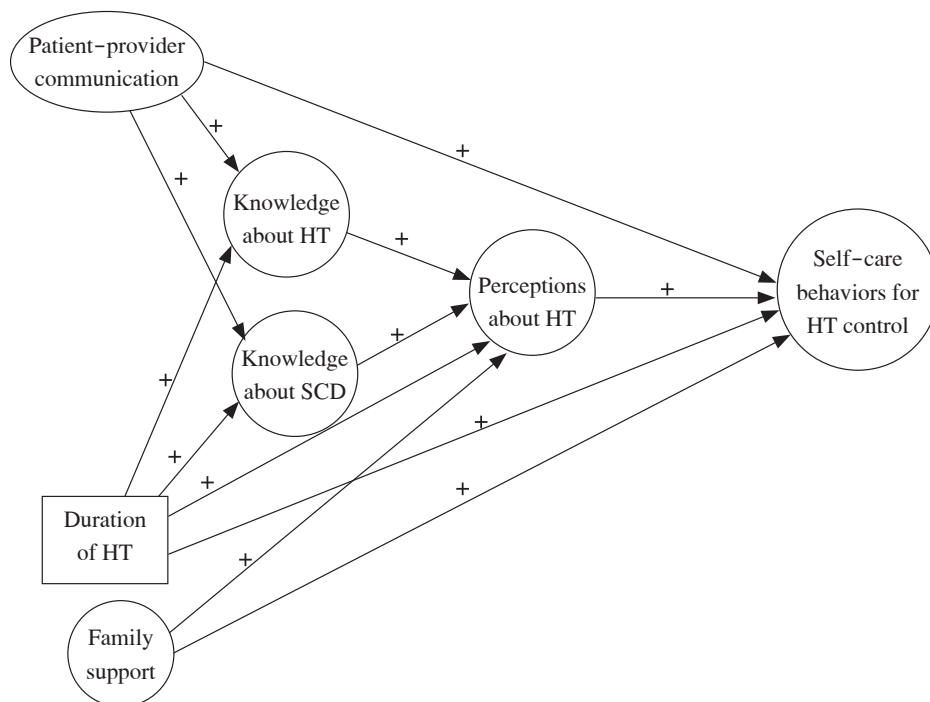 Patient-provider
communication
+
+
+
Knowledge
about HT
+
Self-care
behaviors for
HT control
Perceptions
about HT
+
+
Knowledge
about SCD
+
+
+
+
+
+
Duration
of HT
+
Family
support